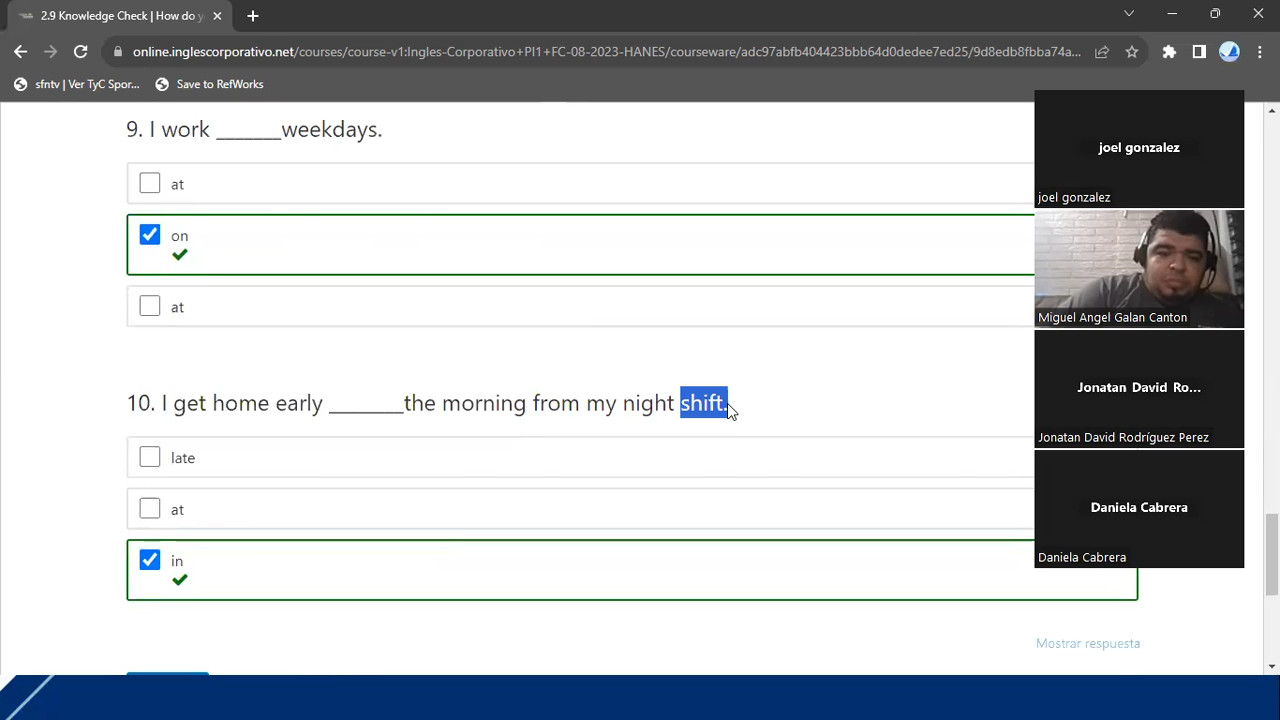 2.9 Knowledge Check | How do y
online.inglescorporativo.net/courses/course-v1:Ingles-Corporativo+PI1+FC-08-2023-HANES/courseware/adc97abfb404423bbb64d0dedee7ed25/9d8edb8fbba74a...
sfntv | Ver TyC Spor...
Save to RefWorks
9. I work _______weekdays.
at
on
at
10. I get home early ________the morning from my night shift.
late
at
in
Mostrar respuesta
joel gonzalez
joel gonzalez
Miguel Angel Galan Canton
Jonatan David Ro...
Jonatan David Rodríguez Perez
Daniela Cabrera
Daniela Cabrera